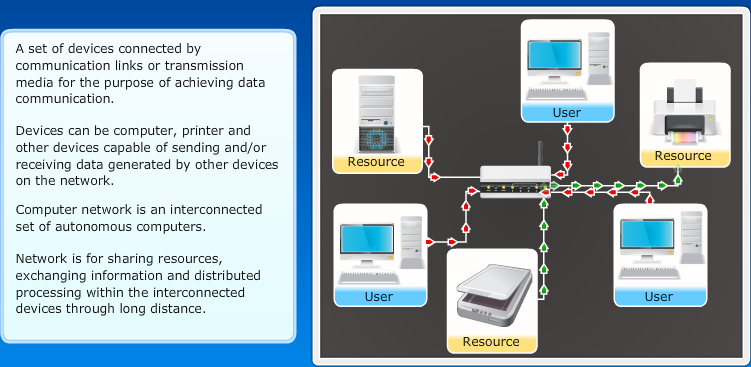 A set of devices connected by
communication links or transmission
media for the purpose of achieving data
communication.
Devices can be computer, printer and
other devices capable of sending and/or
receiving data generated by other devices
on the network.
Computer network is an interconnected
set of autonomous computers.
Network is for sharing resources,
exchanging information and distributed
processing within the interconnected
devices through long distance.
User
Resource
Resource
User
User
Resource